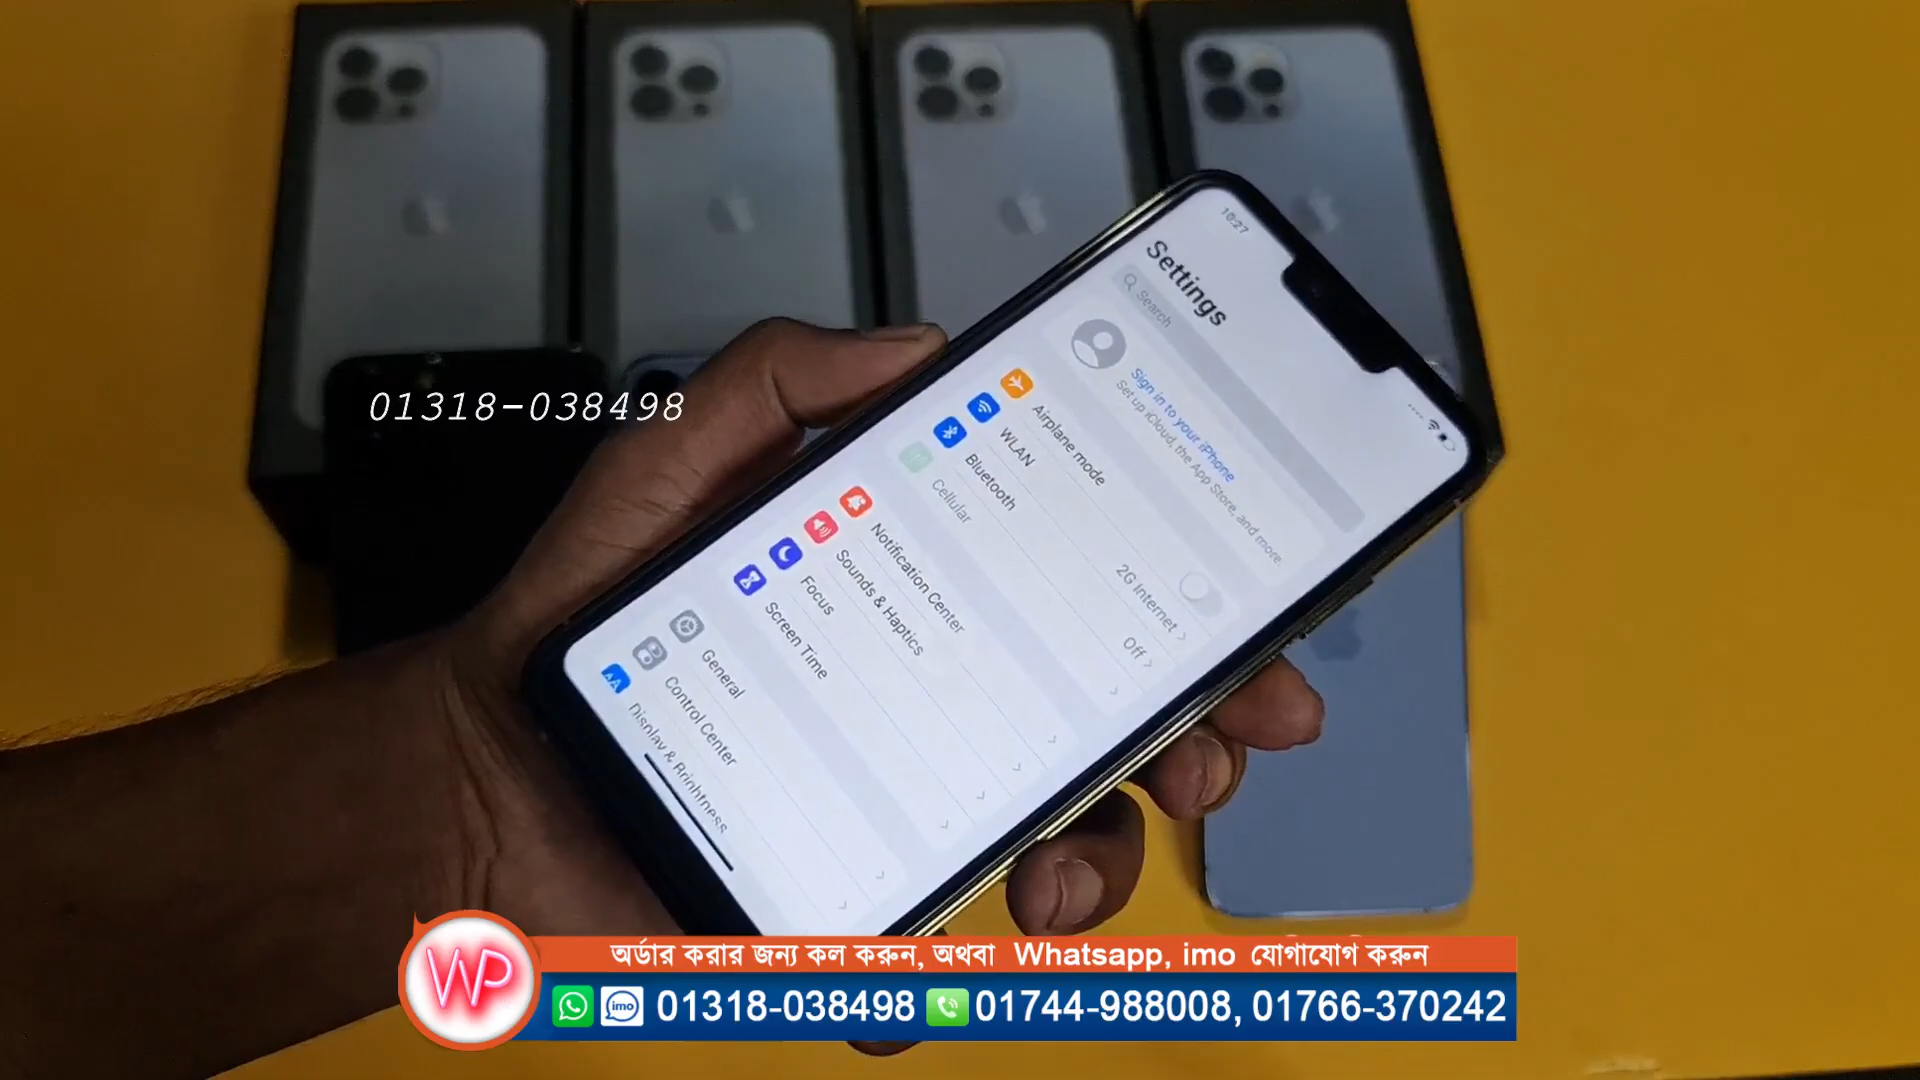 10:27
Settings
Search
Sign in to your iPhone
Set up iCloud, the App Store, and more.
Airplane mode
WLAN
2G Internet
Bluetooth
Off
Cellular
Notification Center
Sounds & Haptics
Focus
Screen Time
General
Control Center
Display & Brightness
01318-038498
WP
অর্ডার করার জন্য কল করুন, অথবা Whatsapp, imo যোগাযোগ করুন
imo 01318-038498 01744-988008, 01766-370242